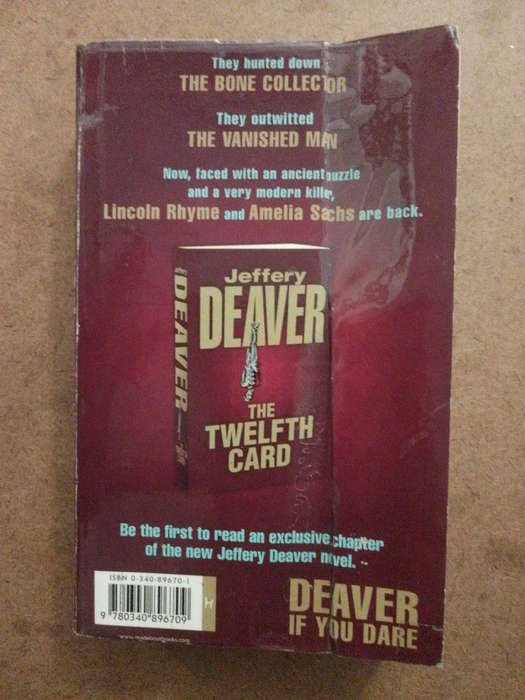 They hunted down
THE BONE COLLECTOR
They outwitted
THE VANISHED MAN
Now, faced with an ancient puzzle
and a very modern killer,
Lincoln Rhyme and Amelia Sachs are back.
Jeffery
DEAVER
THE
TWELFTH
CARD
DEAVER
Be the first to read an exclusive chapter
of the new Jeffery Deaver novel.
ISBN 0-340-89670-1
9 780340 896709
DEAVER
IF YOU DARE